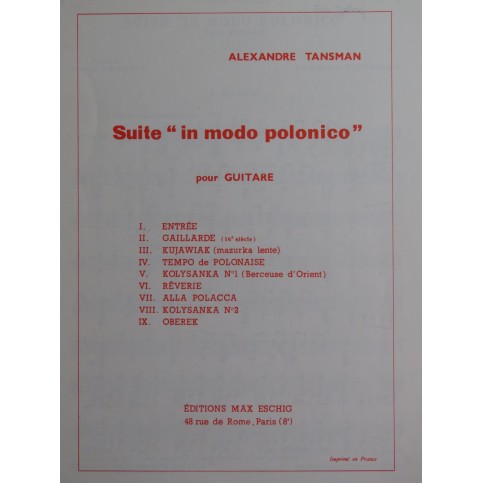 ALEXANDRE TANSMAN
Suite “ in modo polonico ”
pour GUITARE
I. ENTRÉE
II. GAILLARDE (16e siècle)
III. KUJAWIAK (mazurka lente)
IV. TEMPO de POLONAISE
V. KOLYSANKA Nº1 (Berceuse d'Orient)
VI. RÊVERIE
VII. ALLA POLACCA
VIII. KOLYSANKA Nº2
IX. OBEREK
ÉDITIONS MAX ESCHIG
48 rue de Rome, Paris (8e)
Imprimé en France